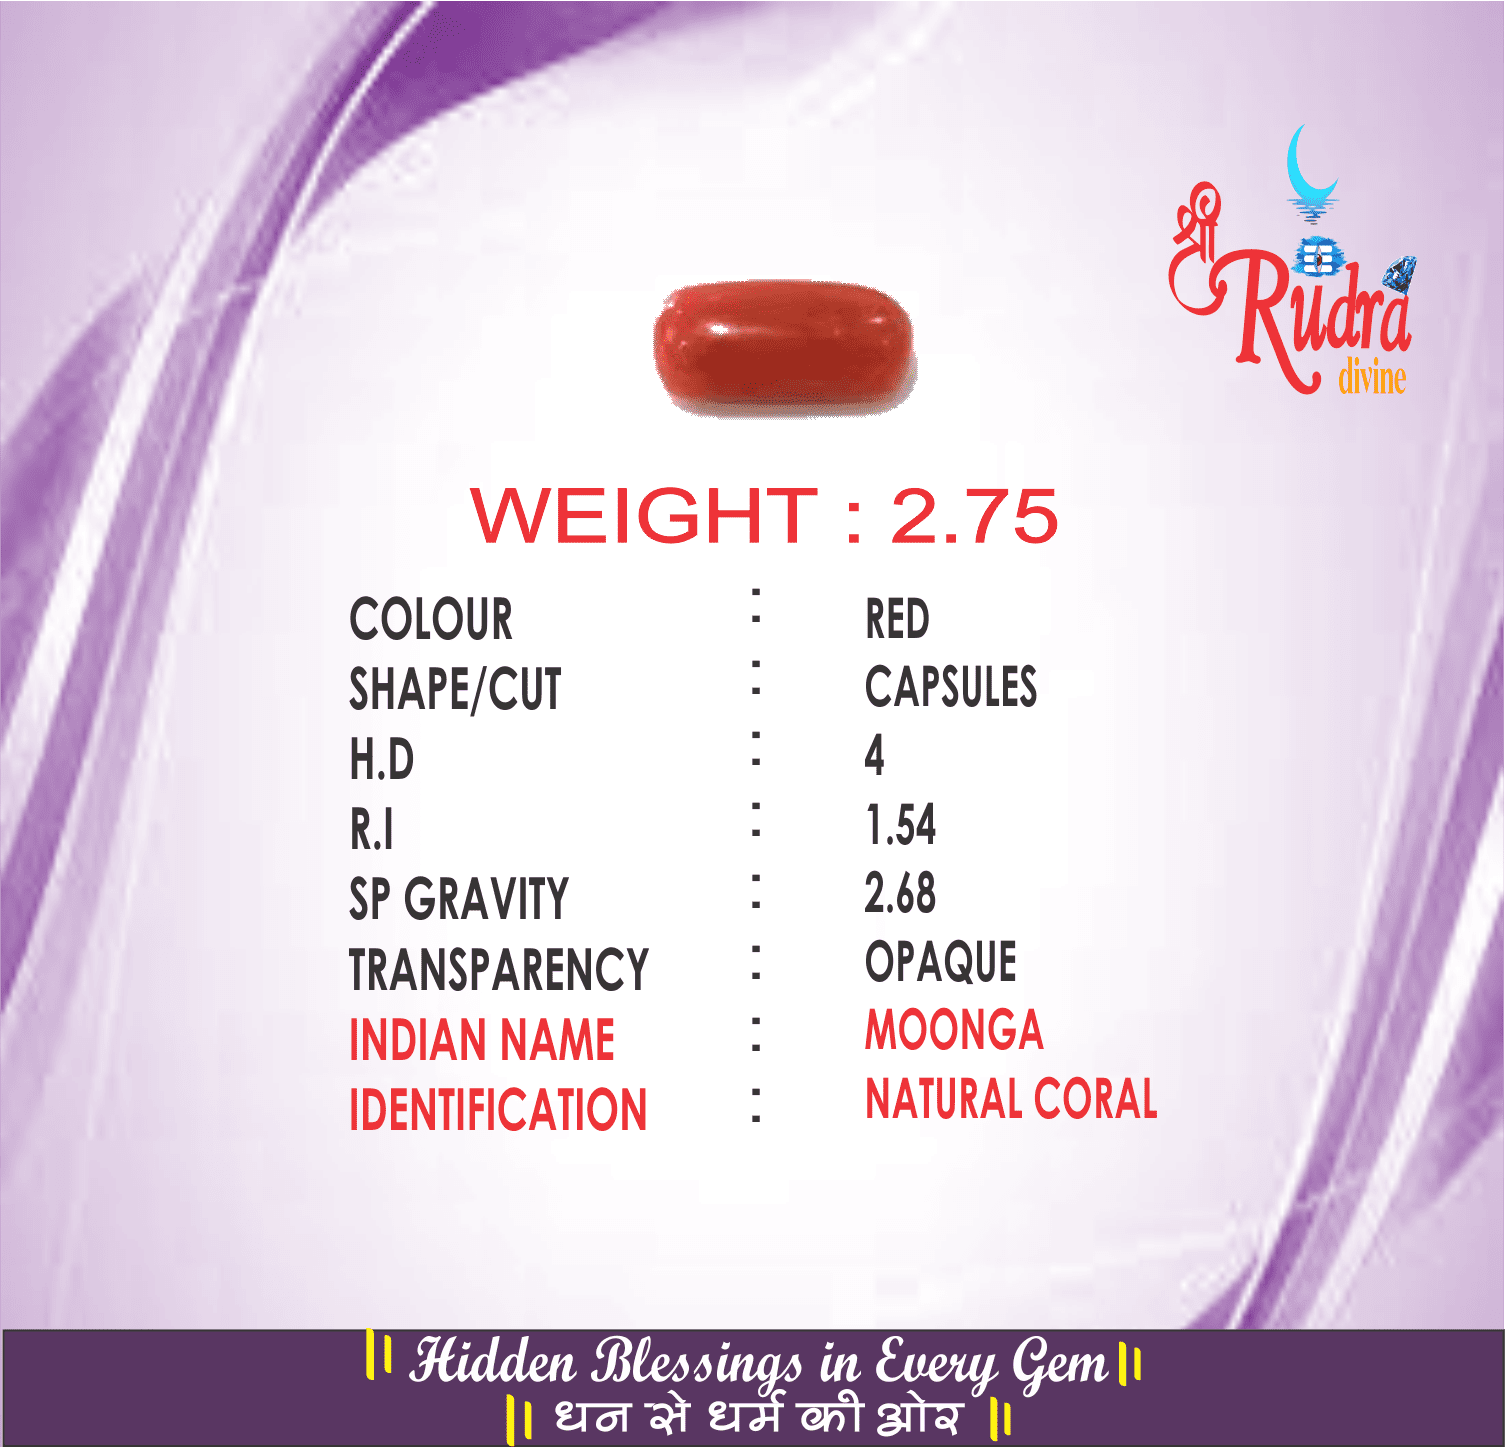 श्री
Rudra
divine
WEIGHT : 2.75
COLOUR : RED
SHAPE/CUT : CAPSULES
H.D : 4
R.I : 1.54
SP GRAVITY : 2.68
TRANSPARENCY : OPAQUE
INDIAN NAME : MOONGA
IDENTIFICATION : NATURAL CORAL
|| Hidden Blessings in Every Gem ||
|| धन से धर्म की ओर ||